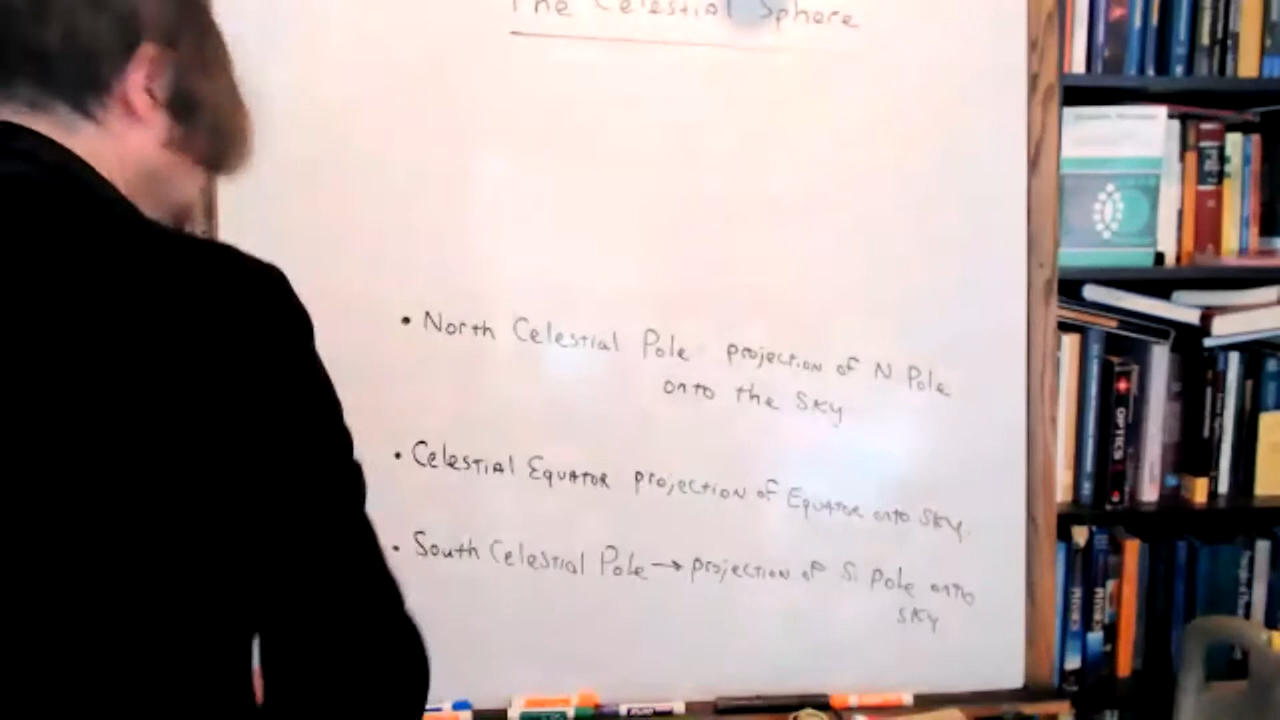 The Celestial Sphere
• North Celestial Pole projection of N Pole
onto the SKY
• Celestial Equator projection of Equator onto SKY.
• South Celestial Pole → projection of S. pole onto
SKY
OPTICS